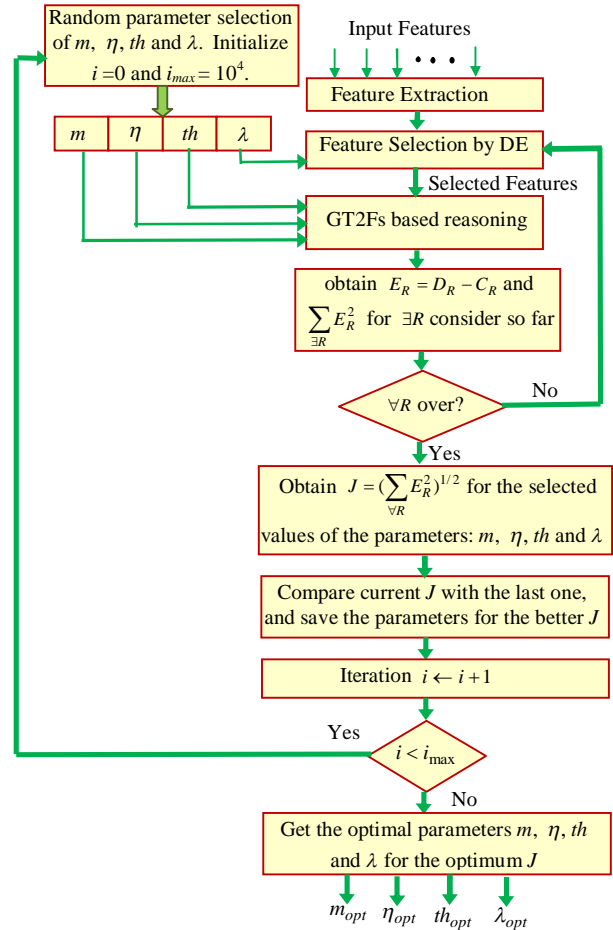 Random parameter selection
of m, η, th and λ. Initialize
i=0 and i_max = 10^4.
m η th λ
Input Features
Feature Extraction
Feature Selection by DE
Selected Features
GT2Fs based reasoning
obtain E_R = D_R − C_R and
∑_{∃R} E_R^2 for ∃R consider so far
∀R over?
No
Yes
Obtain J = (∑_{∀R} E_R^2)^{1/2} for the selected
values of the parameters: m, η, th and λ
Compare current J with the last one,
and save the parameters for the better J
Iteration i ← i + 1
Yes
i < i_max
No
Get the optimal parameters m, η, th
and λ for the optimum J
m_opt η_opt th_opt λ_opt